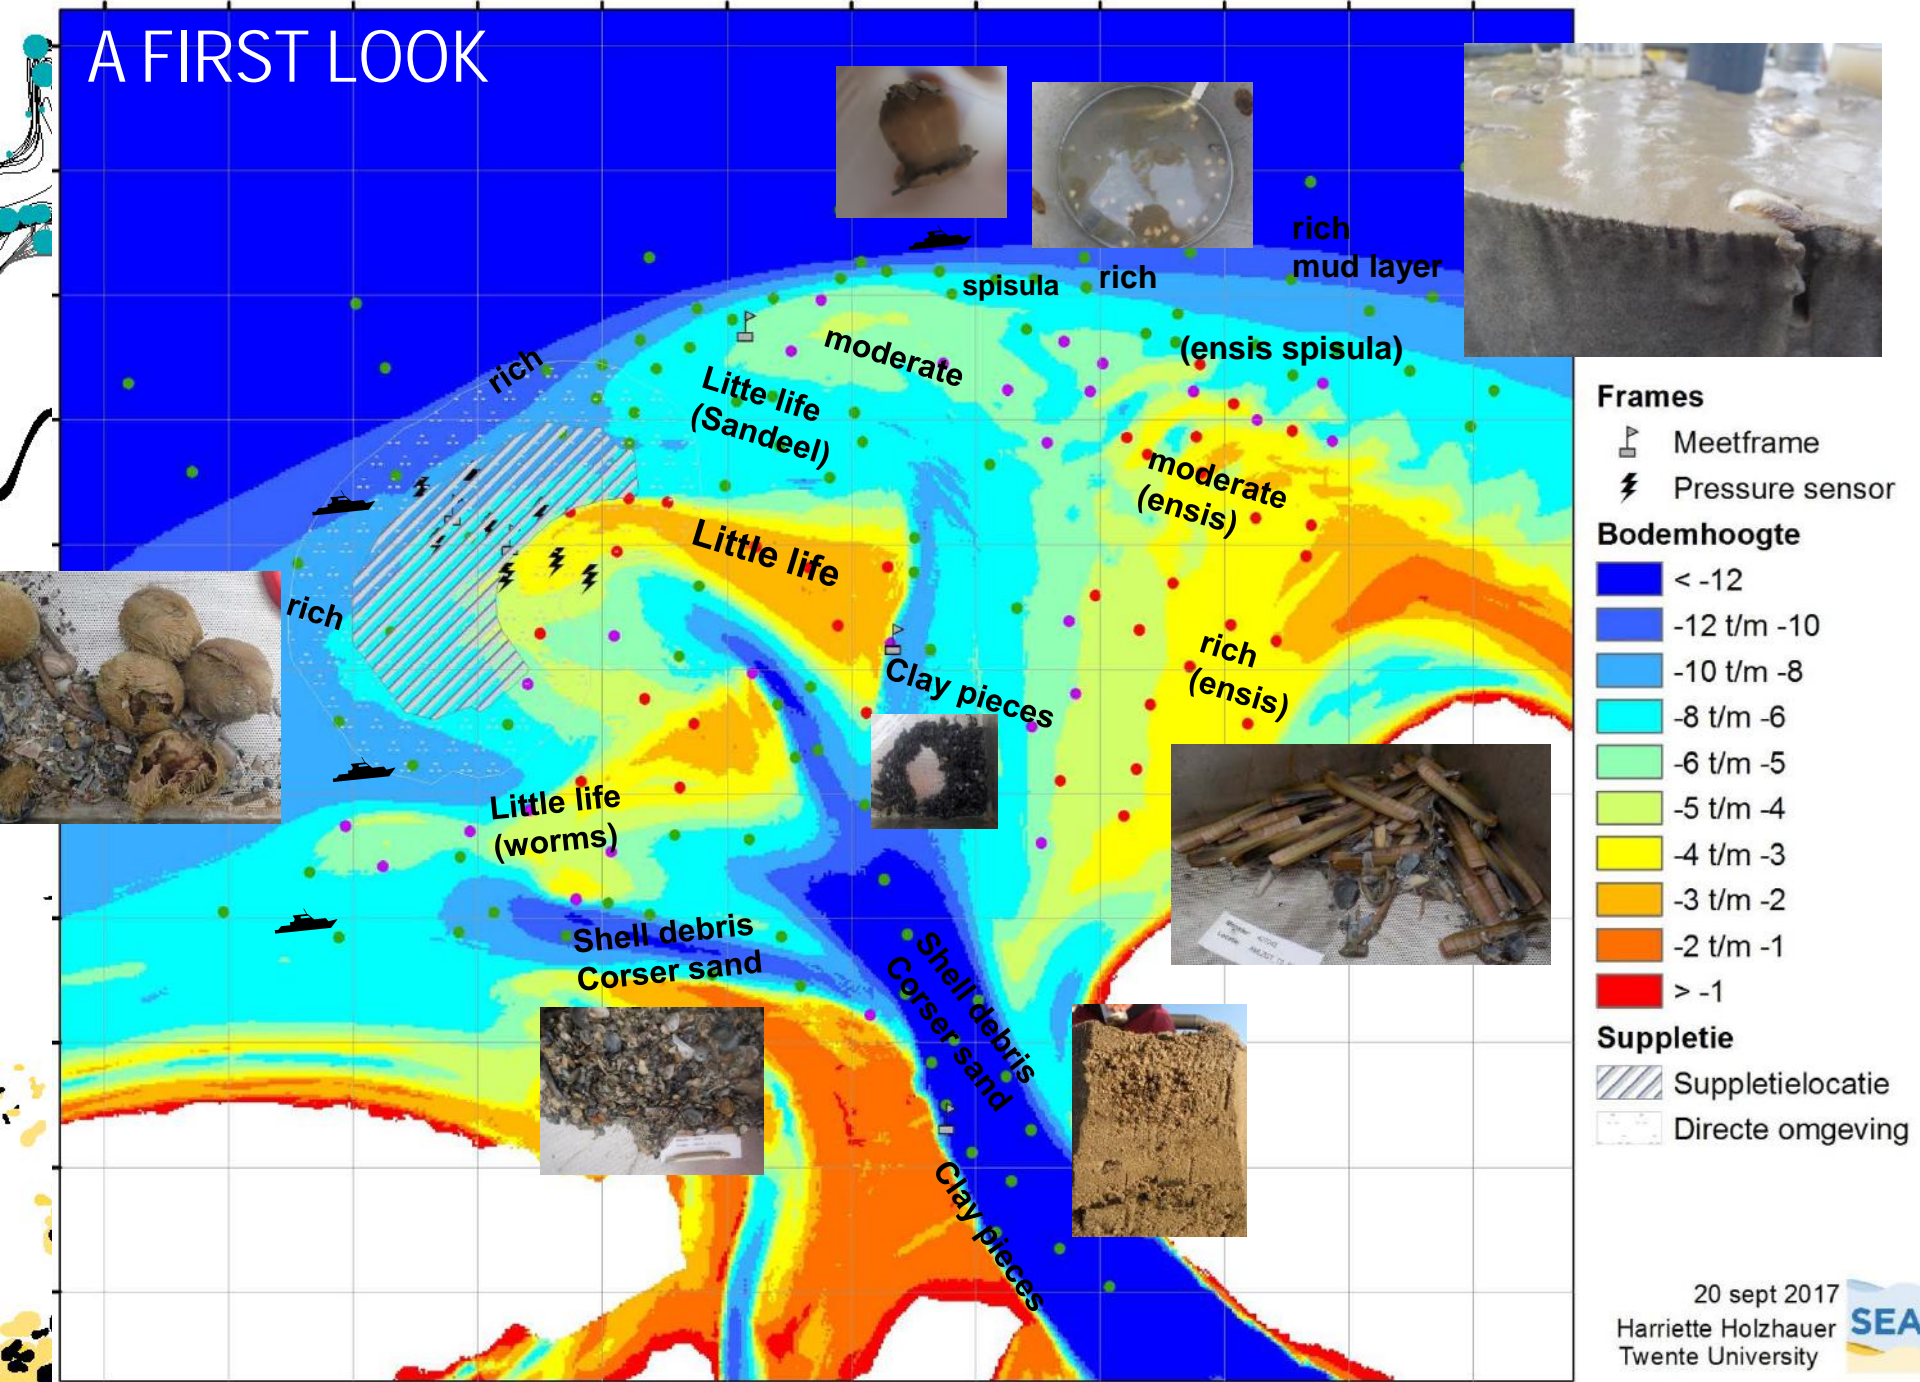 A FIRST LOOK
rich
mud layer
spisula
rich
(ensis spisula)
moderate
rich
Litte life
(Sandeel)
moderate
(ensis)
Little life
rich
rich
(ensis)
Clay pieces
Little life
(worms)
Shell debris
Corser sand
Shell debris
Corser sand
Clay pieces
Frames
Meetframe
Pressure sensor
Bodemhoogte
< -12
-12 t/m -10
-10 t/m -8
-8 t/m -6
-6 t/m -5
-5 t/m -4
-4 t/m -3
-3 t/m -2
-2 t/m -1
> -1
Suppletie
Suppletielocatie
Directe omgeving
20 sept 2017
Harriette Holzhauer
Twente University
SEA